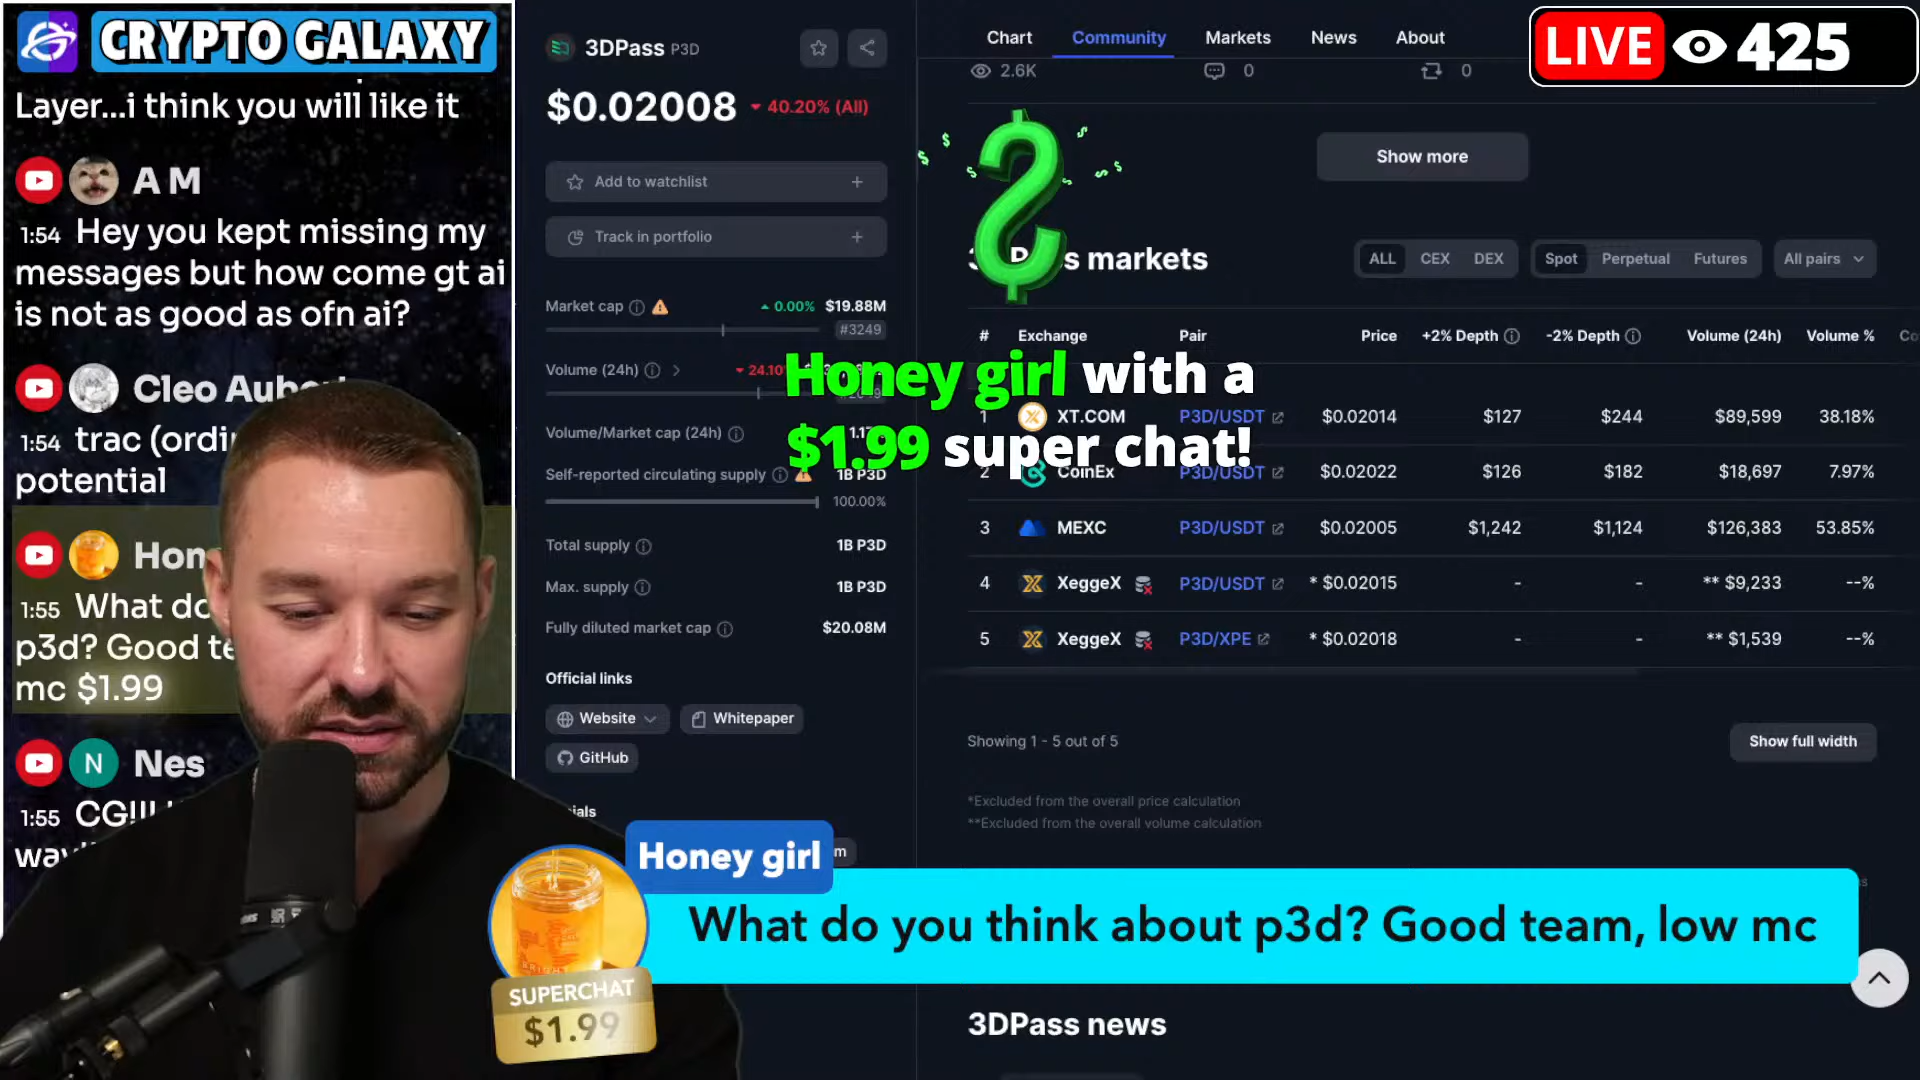 CRYPTO GALAXY
Layer...i think you will like it
A M
1:54 Hey you kept missing my
messages but how come gt ai
is not as good as ofn ai?
Cleo
1:54 trac
potential
1:55 What do
p3d? Good
mc $1.99
N Nes
1:55
3DPass P3D
$0.02008 40.20% (All)
Add to watchlist +
Track in portfolio +
Market cap 0.00% $19.88M
#3249
Volume (24h)
Volume/Market cap (24h)
Self-reported circulating supply 1B P3D
100.00%
Total supply 1B P3D
Max. supply 1B P3D
Fully diluted market cap $20.08M
Official links
Website
Whitepaper
GitHub
Chart Community Markets News About
LIVE 425
2.6K 0 0
Show more
markets
ALL CEX DEX Spot Perpetual Futures All pairs
# Exchange Pair Price +2% Depth -2% Depth Volume (24h) Volume % Co
1 XT.COM P3D/USDT $0.02014 $127 $244 $89,599 38.18%
2 CoinEx P3D/USDT $0.02022 $126 $182 $18,697 7.97%
3 MEXC P3D/USDT $0.02005 $1,242 $1,124 $126,383 53.85%
4 XeggeX P3D/USDT * $0.02015 - - ** $9,233 --%
5 XeggeX P3D/XPE * $0.02018 - - ** $1,539 --%
Honey girl with a
$1.99 super chat!
Showing 1 - 5 out of 5
Show full width
*Excluded from the overall price calculation
**Excluded from the overall volume calculation
Honey girl
What do you think about p3d? Good team, low mc
SUPERCHAT
$1.99
3DPass news